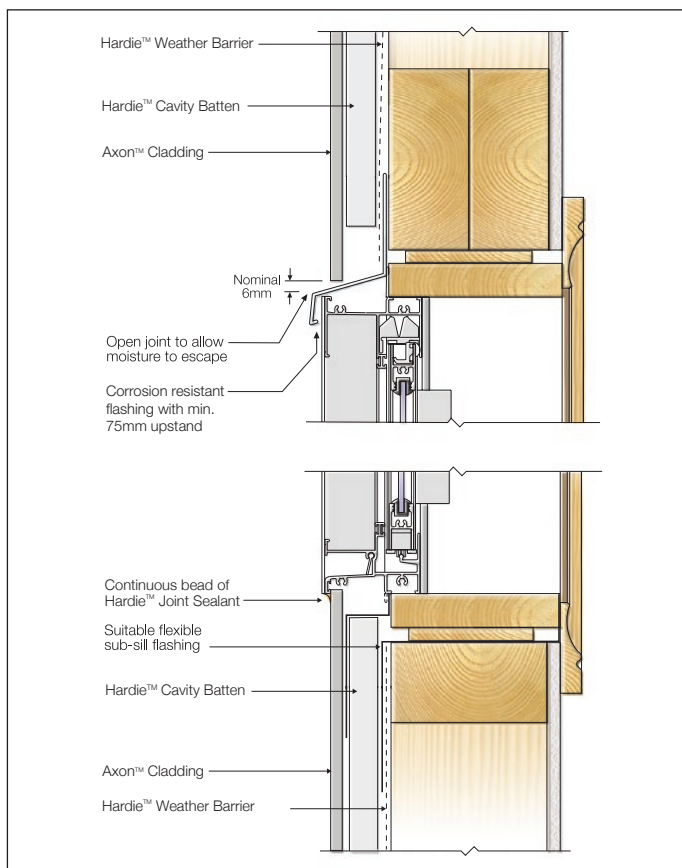 Hardie™ Weather Barrier
Hardie™ Cavity Batten
Axon™ Cladding
Nominal
6mm
Open joint to allow
moisture to escape
Corrosion resistant
flashing with min.
75mm upstand
Continuous bead of
Hardie™ Joint Sealant
Suitable flexible
sub-sill flashing
Hardie™ Cavity Batten
Axon™ Cladding
Hardie™ Weather Barrier